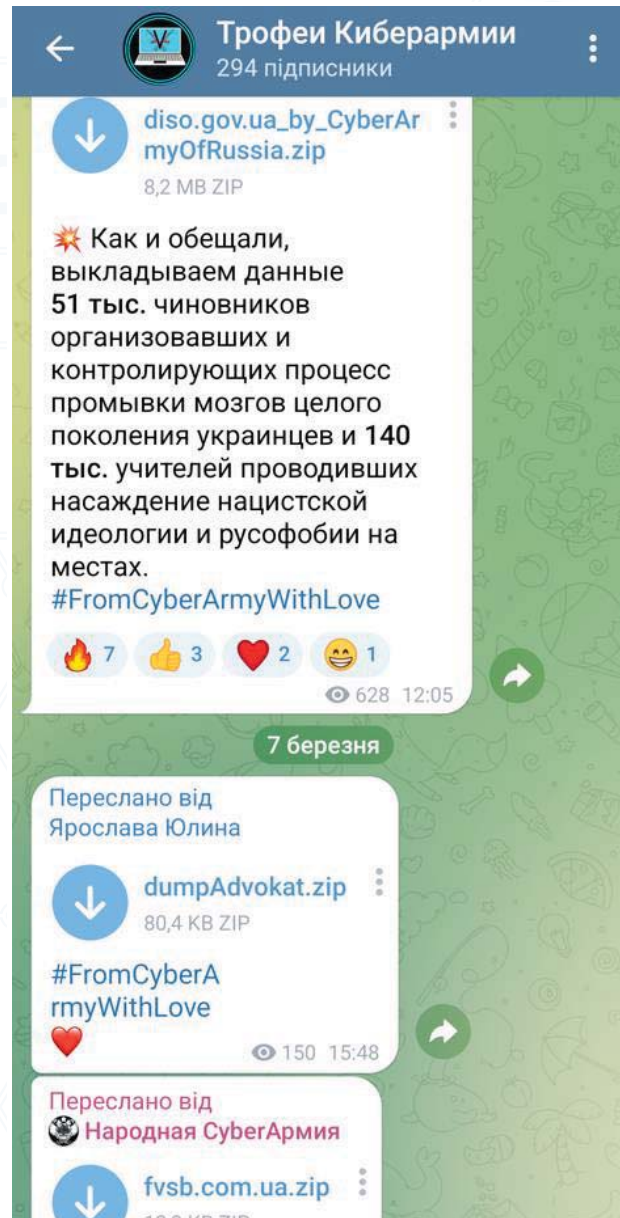 Трофеи Киберармии
294 підписники
diso.gov.ua_by_CyberAr
myOfRussia.zip
8,2 MB ZIP
💥 Как и обещали,
выкладываем данные
51 тыс. чиновников
организовавших и
контролирующих процесс
промывки мозгов целого
поколения украинцев и 140
тыс. учителей проводивших
насаждение нацистской
идеологии и русофобии на
местах.
#FromCyberArmyWithLove
🔥 7 👍 3 ❤️ 2 😁 1
628 12:05
7 березня
Переслано від
Ярослава Юлина
dumpAdvokat.zip
80,4 KB ZIP
#FromCyberA
rmyWithLove
❤️
150 15:48
Переслано від
Народная CyberАрмия
fvsb.com.ua.zip